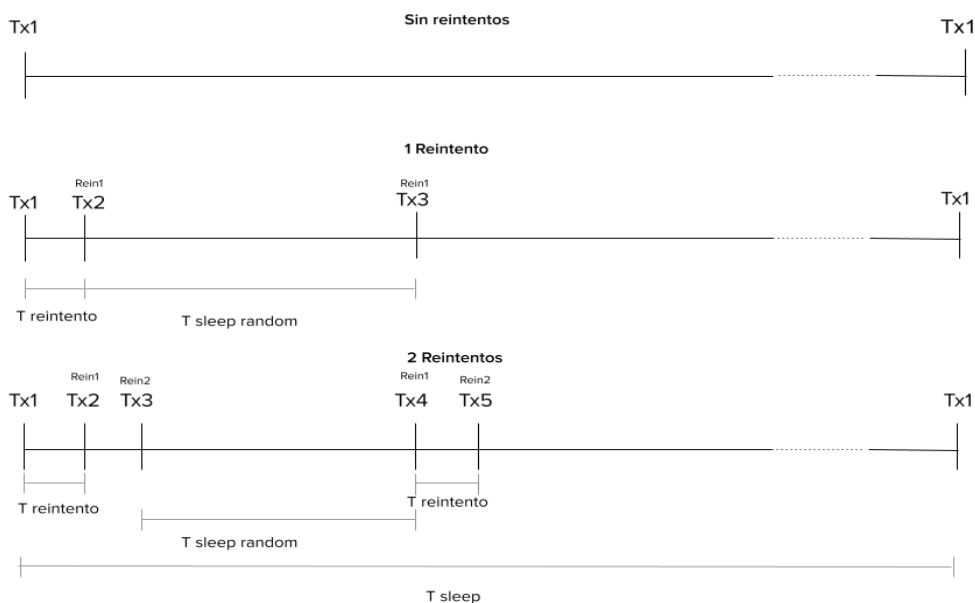 Sin reintentos
Tx1 Tx1
1 Reintento
Rein1 Rein1
Tx1 Tx2 Tx3 Tx1
T reintento T sleep random
2 Reintentos
Rein1 Rein2 Rein1 Rein2
Tx1 Tx2 Tx3 Tx4 Tx5 Tx1
T reintento T reintento
T sleep random
T sleep